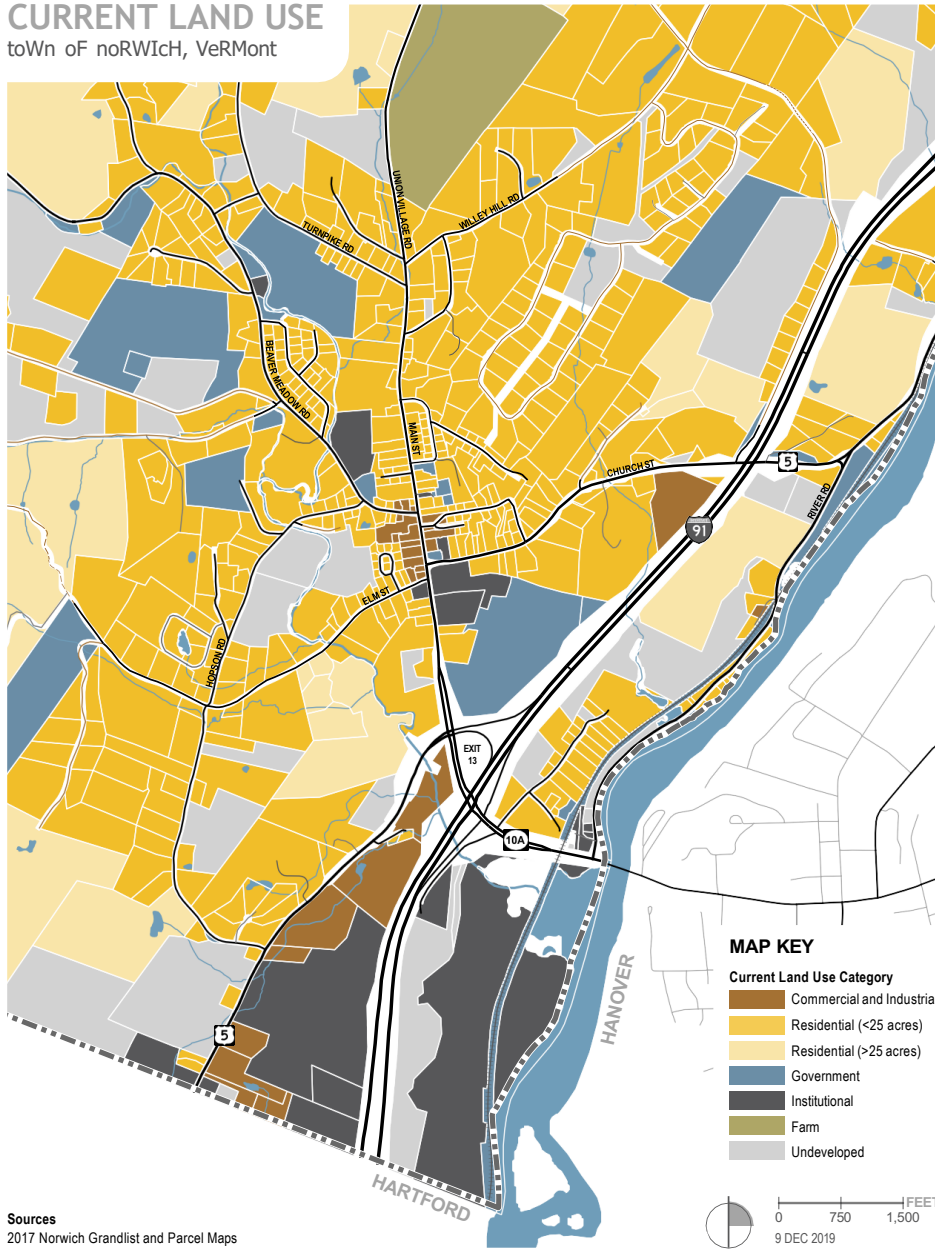 CURRENT LAND USE
toWn oF noRWIcH, VeRMont
UNION VILLAGE RD
WILLEY HILL RD
TURNPIKE RD
BEAVER MEADOW RD
MAIN ST
CHURCH ST
5
RIVER RD
91
ELM ST
HOPSON RD
EXIT
13
10A
HANOVER
5
HARTFORD
MAP KEY
Current Land Use Category
Commercial and Industria
Residential (<25 acres)
Residential (>25 acres)
Government
Institutional
Farm
Undeveloped
FEET
0 750 1,500
9 DEC 2019
Sources
2017 Norwich Grandlist and Parcel Maps